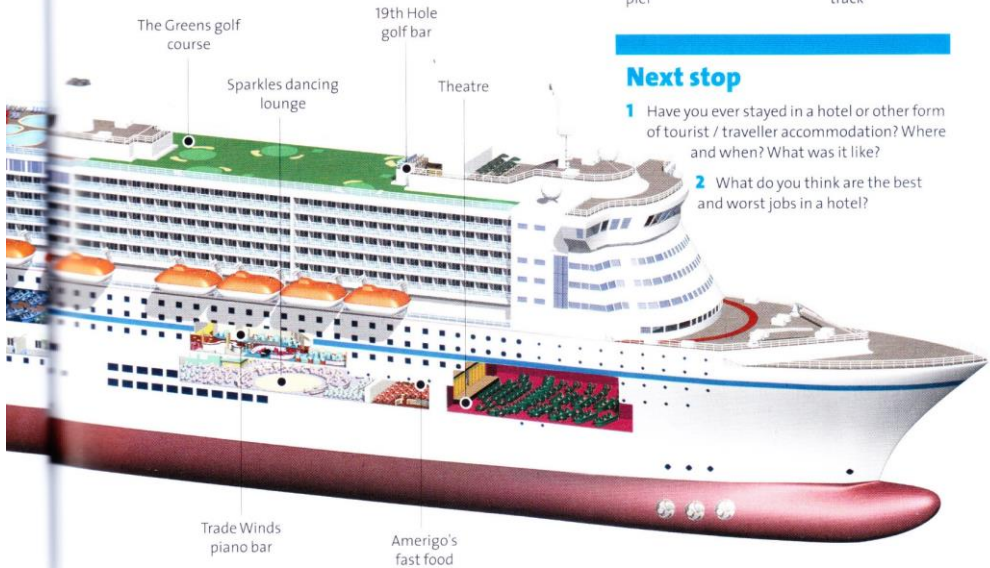 pier
track
The Greens golf
course
19th Hole
golf bar
Sparkles dancing
lounge
Theatre
Next stop
1 Have you ever stayed in a hotel or other form
of tourist / traveller accommodation? Where
and when? What was it like?
2 What do you think are the best
and worst jobs in a hotel?
Trade Winds
piano bar
Amerigo's
fast food